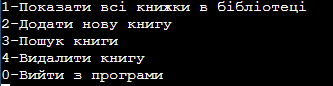 1-Показати всі книжки в бібліотеці
2-Додати нову книгу
3-Пошук книги
4-Видалити книгу
0-Вийти з програми